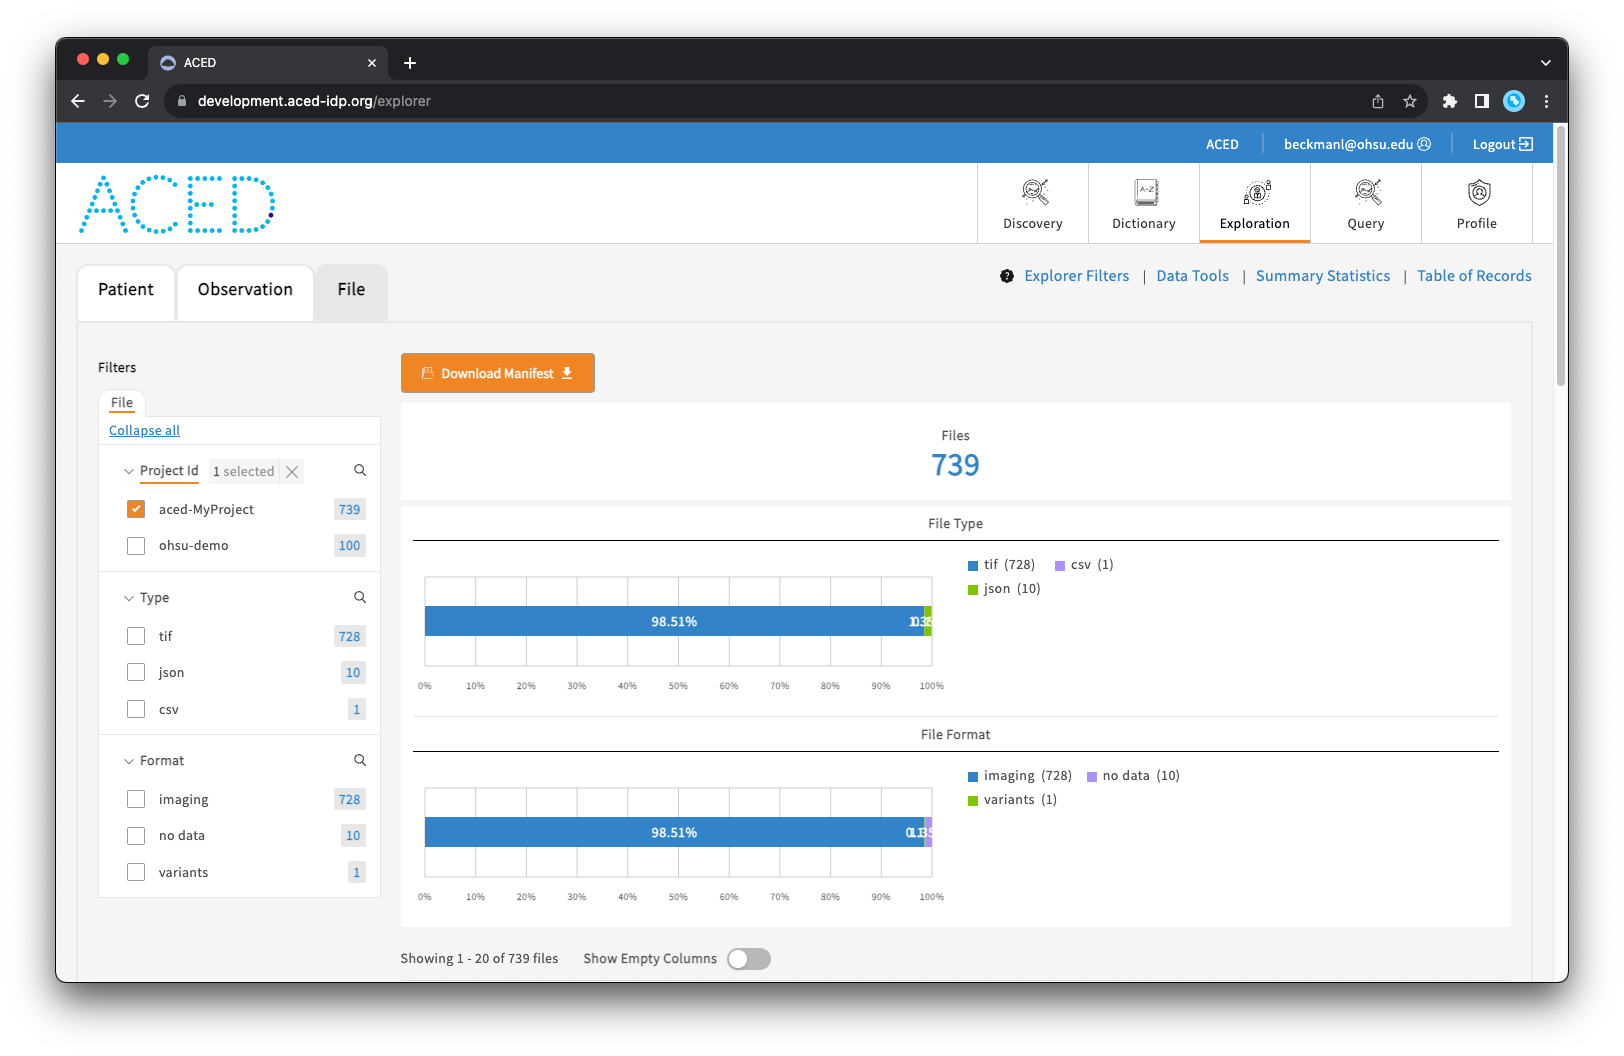 ACED
development.aced-idp.org/explorer
ACED
beckmanl@ohsu.edu
Logout
ACED
Discovery
Dictionary
A-Z
Exploration
Query
Profile
Patient
Observation
File
? Explorer Filters | Data Tools | Summary Statistics | Table of Records
Filters
File
Collapse all
Project Id 1 selected
aced-MyProject 739
ohsu-demo 100
Type
tif 728
json 10
csv 1
Format
imaging 728
no data 10
variants 1
Download Manifest
Files
739
File Type
tif (728) csv (1)
json (10)
98.51%
0% 10% 20% 30% 40% 50% 60% 70% 80% 90% 100%
File Format
imaging (728) no data (10)
variants (1)
98.51%
0% 10% 20% 30% 40% 50% 60% 70% 80% 90% 100%
Showing 1 - 20 of 739 files Show Empty Columns